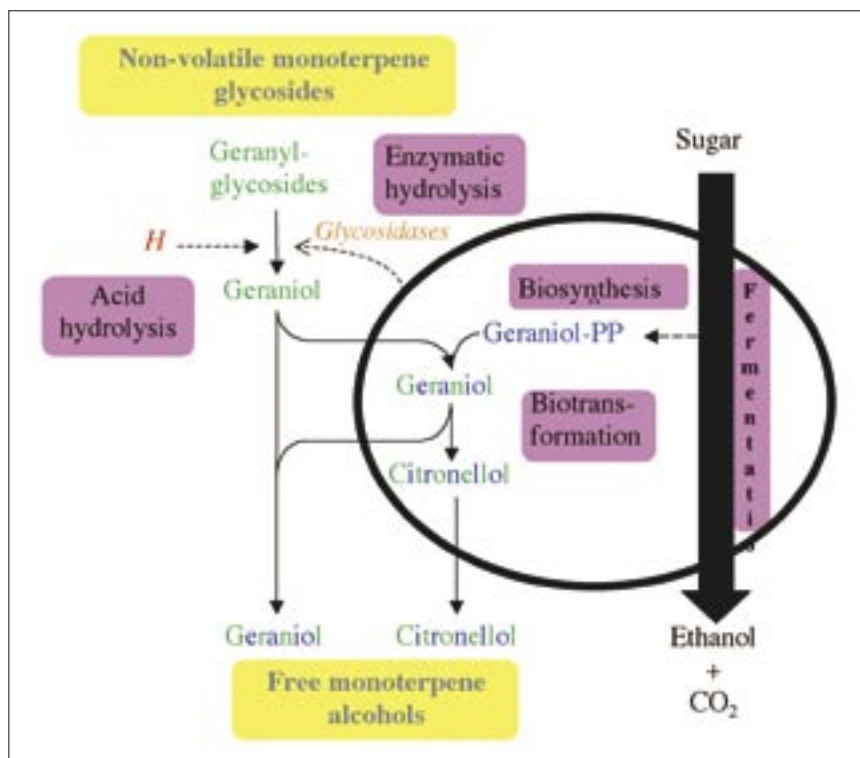 Non-volatile monoterpene
glycosides
Geranyl-
glycosides
Enzymatic
hydrolysis
Sugar
H
Glycosidases
Acid
hydrolysis
Geraniol
Biosynthesis
Geraniol-PP
Fermentatio
Geraniol
Biotrans-
formation
Citronellol
Geraniol
Citronellol
Ethanol
+
CO₂
Free monoterpene
alcohols